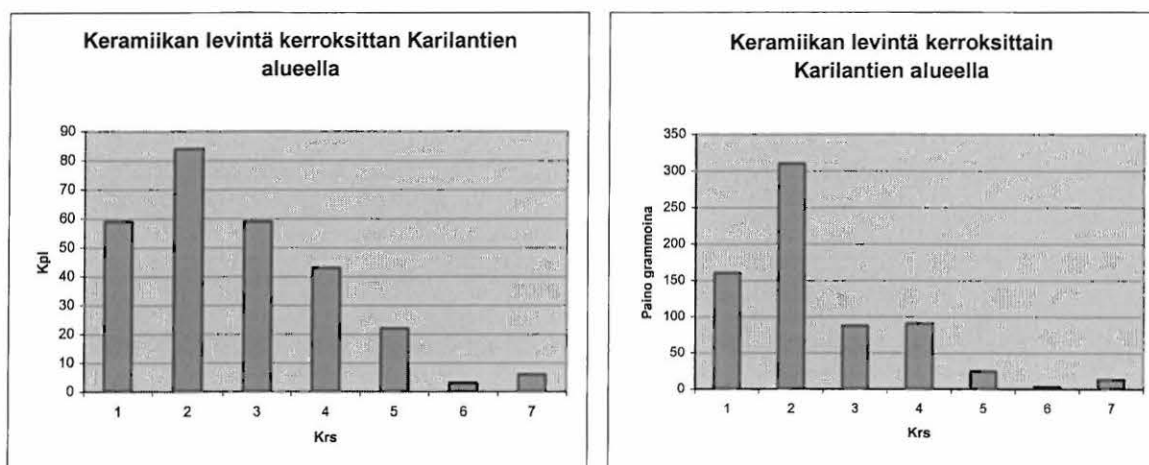 Keramiikan levintä kerroksittan Karilantien
alueella
Kpl
90
80
70
60
50
40
30
20
10
0
1 2 3 4 5 6 7
Krs
Keramiikan levintä kerroksittain
Karilantien alueella
Paino grammoina
350
300
250
200
150
100
50
0
1 2 3 4 5 6 7
Krs